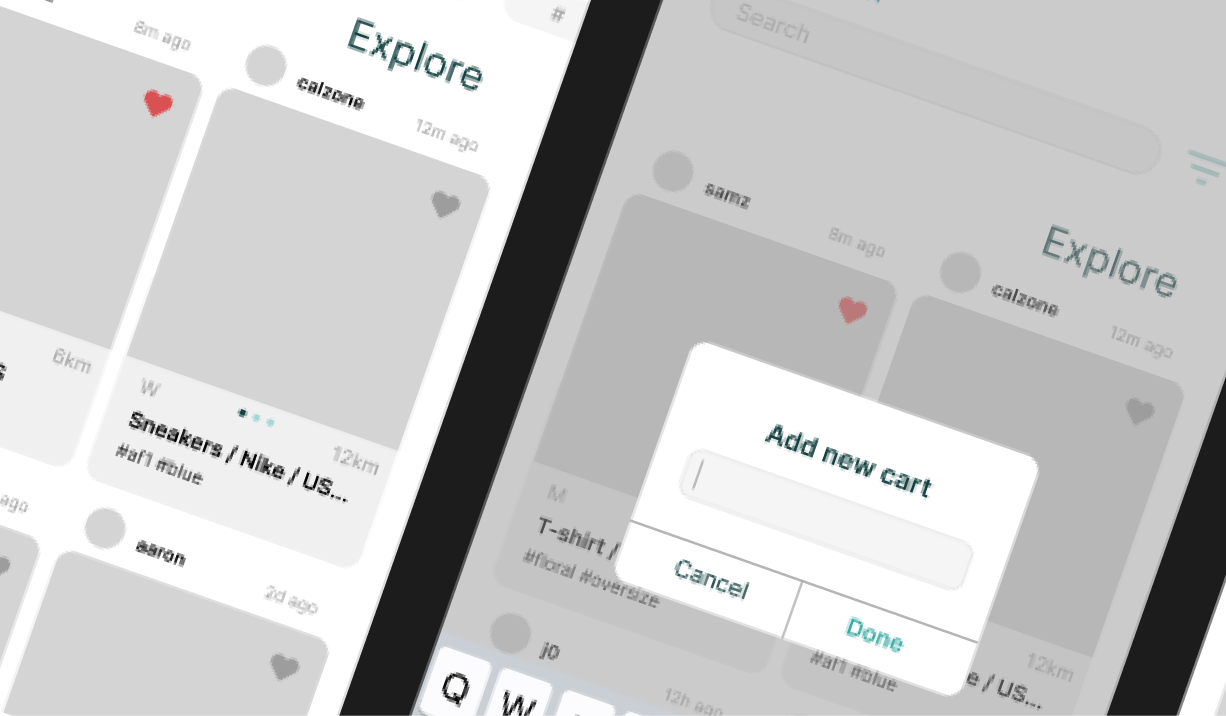 #
Explore
8m ago
calzone
12m ago
6km
W
12km
Sneakers / Nike / US...
#af1 #blue
ago
aaron
2d ago
Search
Explore
samz
8m ago
calzone
12m ago
Add new cart
Cancel
Done
M
T-shirt /
#floral #oversize
12km
e / US...
#af1 #blue
jo
12h ago
Q W